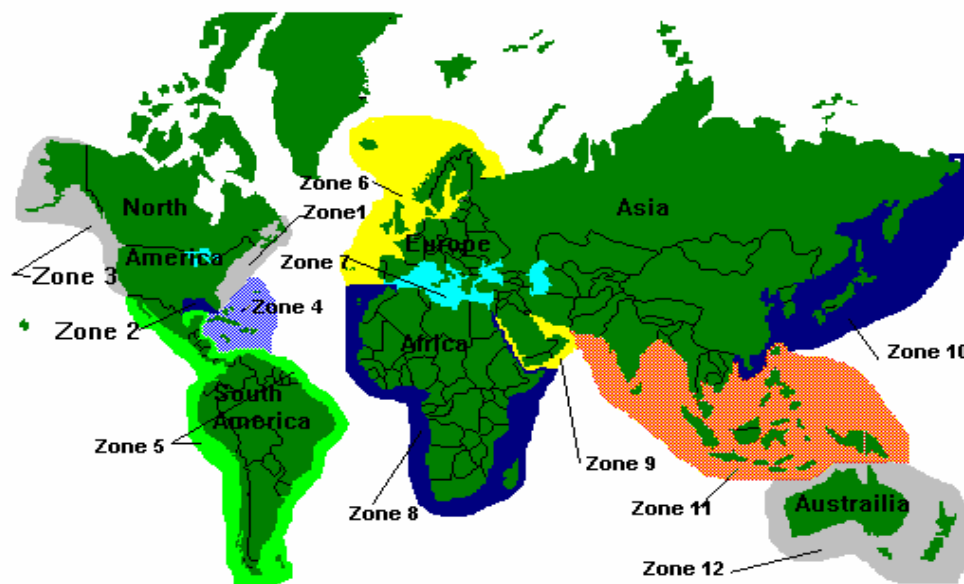 Zone 6
North
Zone1
Asia
America
Europe
Zone 3
Zone 7
Zone 4
Zone 2
Africa
Zone 10
South
America
Zone 5
Zone 9
Zone 8
Zone 11
Austrailia
Zone 12